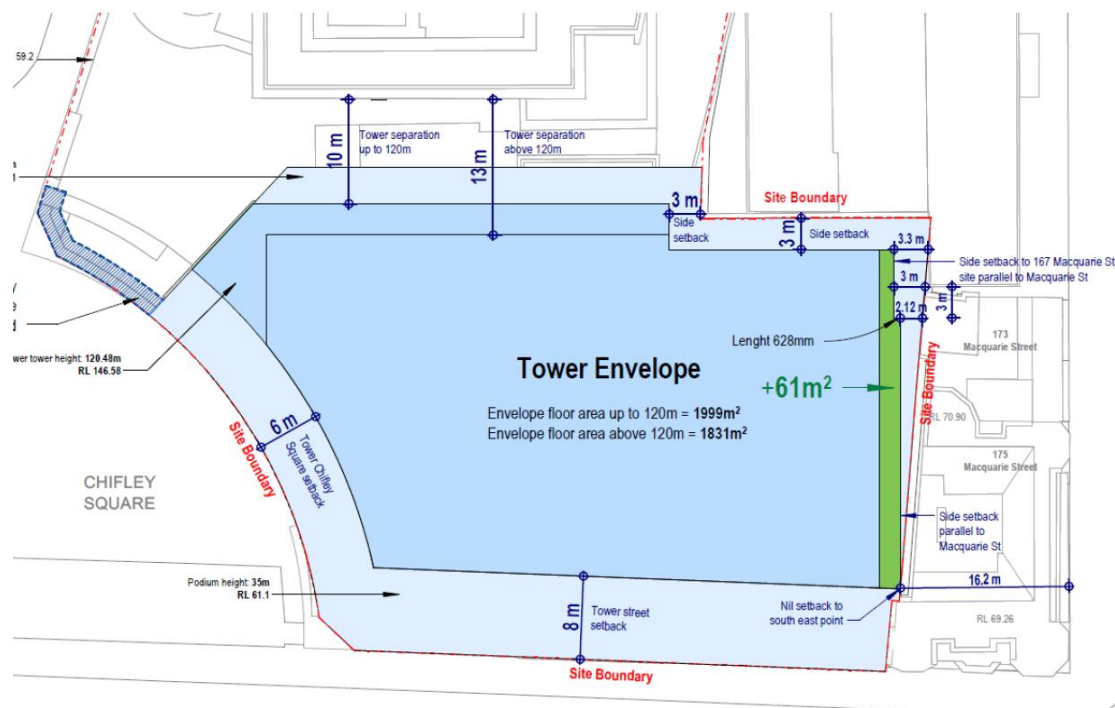 59.2
10 m
Tower separation
up to 120m
13 m
Tower separation
above 120m
3 m
Side
setback
Site Boundary
3 m
Side setback
3.3 m
Side setback to 167 Macquarie St
site parallel to Macquarie St
3 m
3 m
2.12 m
Lenght 628mm
173
Macquarie Street
wer tower height: 120.48m
RL 146.58
Tower Envelope
+61m²
Envelope floor area up to 120m = 1999m²
Envelope floor area above 120m = 1831m²
Site Boundary
RL 70.90
6 m
Tower Chifley
Square setback
Site Boundary
175
Macquarie Street
CHIFLEY
SQUARE
Side setback
parallel to
Macquarie St
Podium height: 35m
RL 61.1
8 m
Tower street
setback
Nil setback to
south east point
16.2 m
RL 69.26
Site Boundary